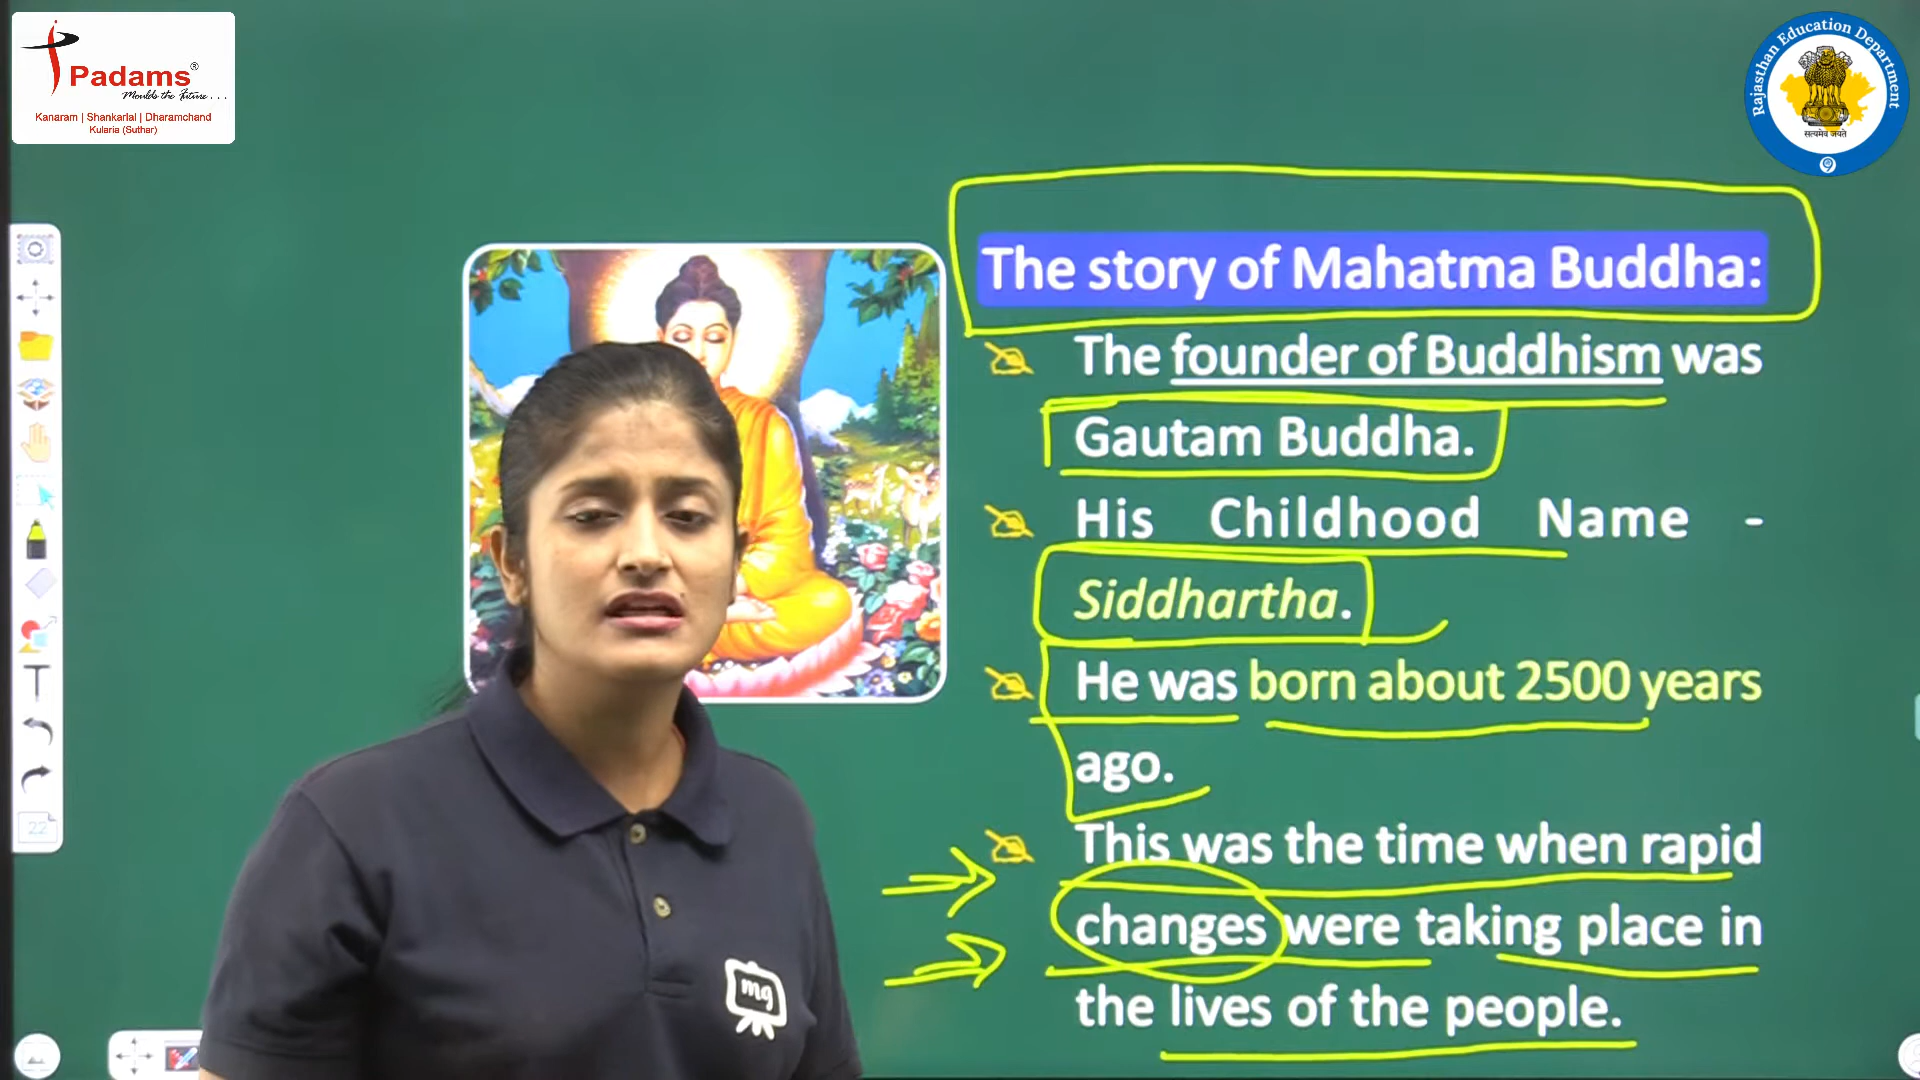 Padams®
Moulds the Future...
Kanaram | Shankarlal | Dharamchand
Kularia (Suthar)
Rajasthan Education Department
सत्यमेव जयते
The story of Mahatma Buddha:
The founder of Buddhism was
Gautam Buddha.
His Childhood Name -
Siddhartha.
He was born about 2500 years
ago.
This was the time when rapid
changes were taking place in
the lives of the people.
T
22
mg